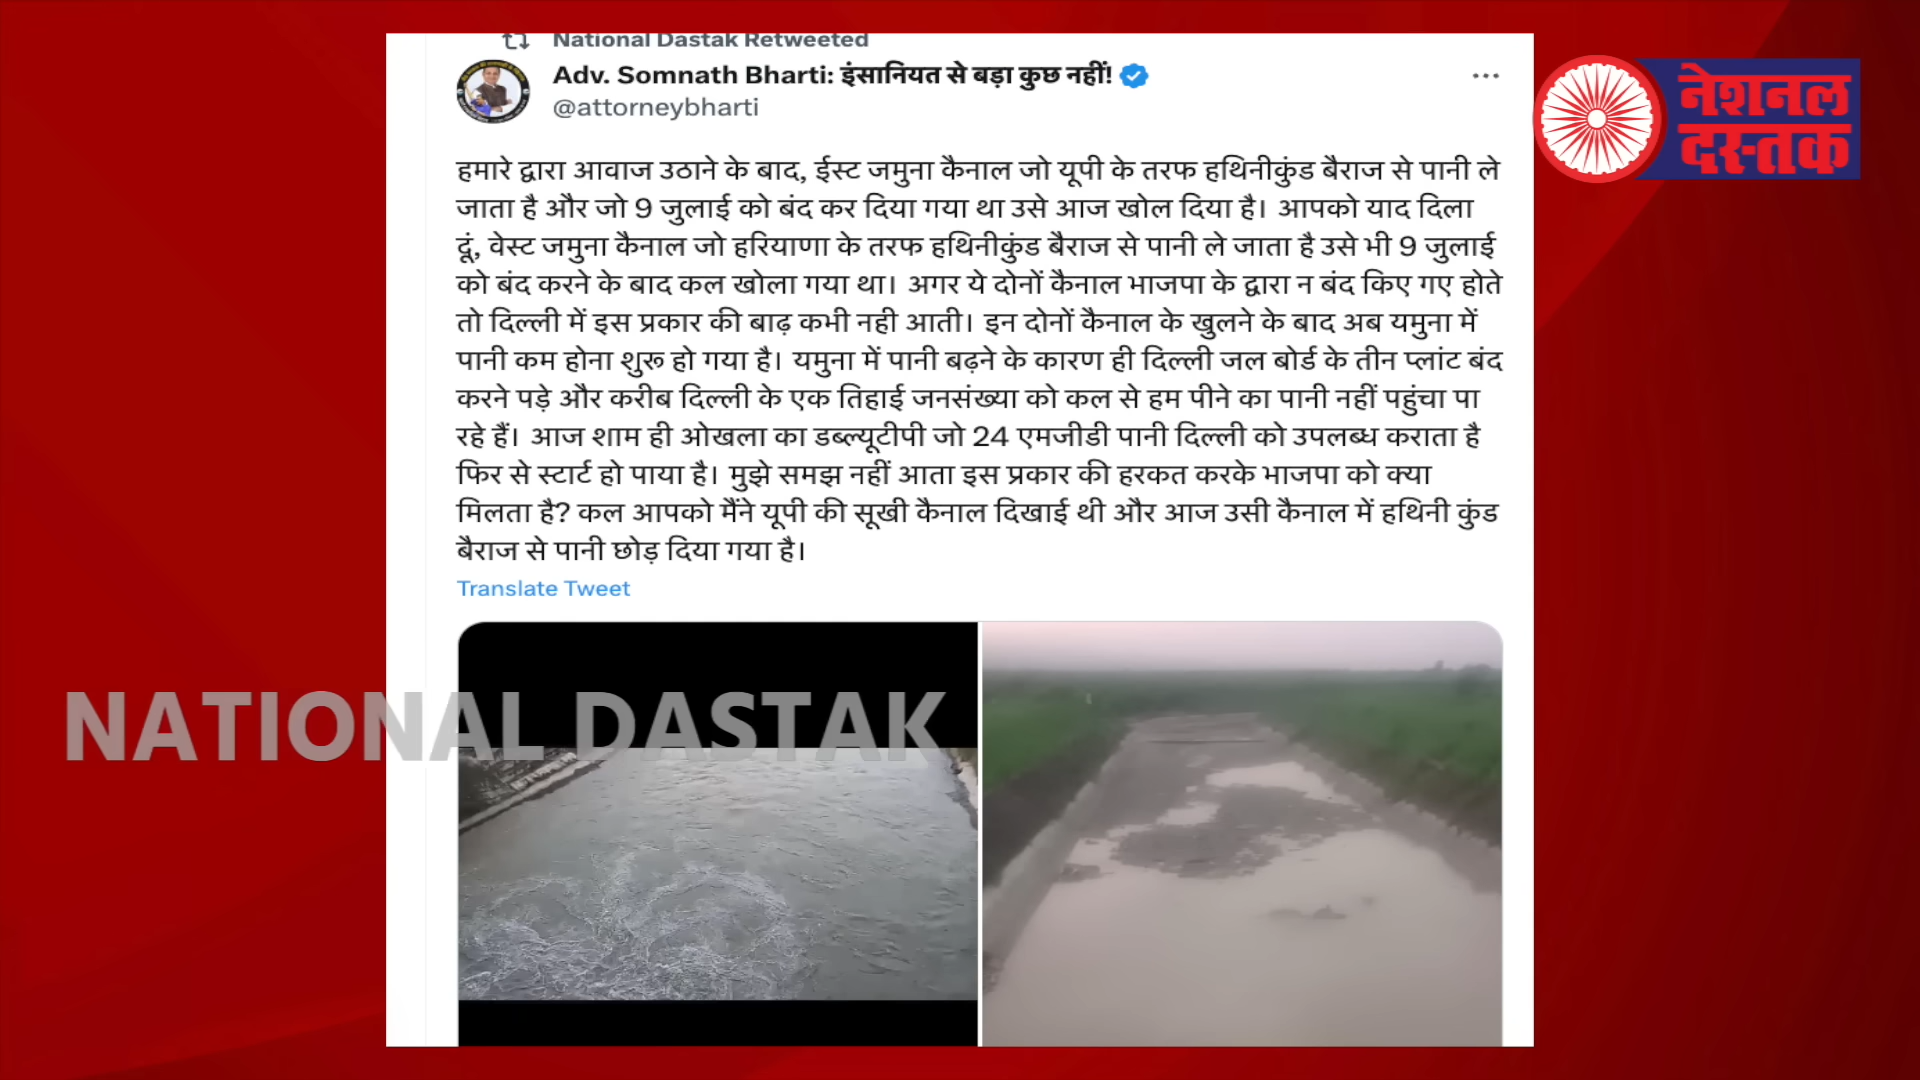 National Dastak Retweeted
Adv. Somnath Bharti: इंसानियत से बड़ा कुछ नहीं!
@attorneybharti
नेशनल
दस्तक
हमारे द्वारा आवाज उठाने के बाद, ईस्ट जमुना कैनाल जो यूपी के तरफ हथिनीकुंड बैराज से पानी ले
जाता है और जो 9 जुलाई को बंद कर दिया गया था उसे आज खोल दिया है। आपको याद दिला
दूं, वेस्ट जमुना कैनाल जो हरियाणा के तरफ हथिनीकुंड बैराज से पानी ले जाता है उसे भी 9 जुलाई
को बंद करने के बाद कल खोला गया था। अगर ये दोनों कैनाल भाजपा के द्वारा न बंद किए गए होते
तो दिल्ली में इस प्रकार की बाढ़ कभी नही आती। इन दोनों कैनाल के खुलने के बाद अब यमुना में
पानी कम होना शुरू हो गया है। यमुना में पानी बढ़ने के कारण ही दिल्ली जल बोर्ड के तीन प्लांट बंद
करने पड़े और करीब दिल्ली के एक तिहाई जनसंख्या को कल से हम पीने का पानी नहीं पहुंचा पा
रहे हैं। आज शाम ही ओखला का डब्ल्यूटीपी जो 24 एमजीडी पानी दिल्ली को उपलब्ध कराता है
फिर से स्टार्ट हो पाया है। मुझे समझ नहीं आता इस प्रकार की हरकत करके भाजपा को क्या
मिलता है? कल आपको मैंने यूपी की सूखी कैनाल दिखाई थी और आज उसी कैनाल में हथिनी कुंड
बैराज से पानी छोड़ दिया गया है।
Translate Tweet
NATIONAL DASTAK